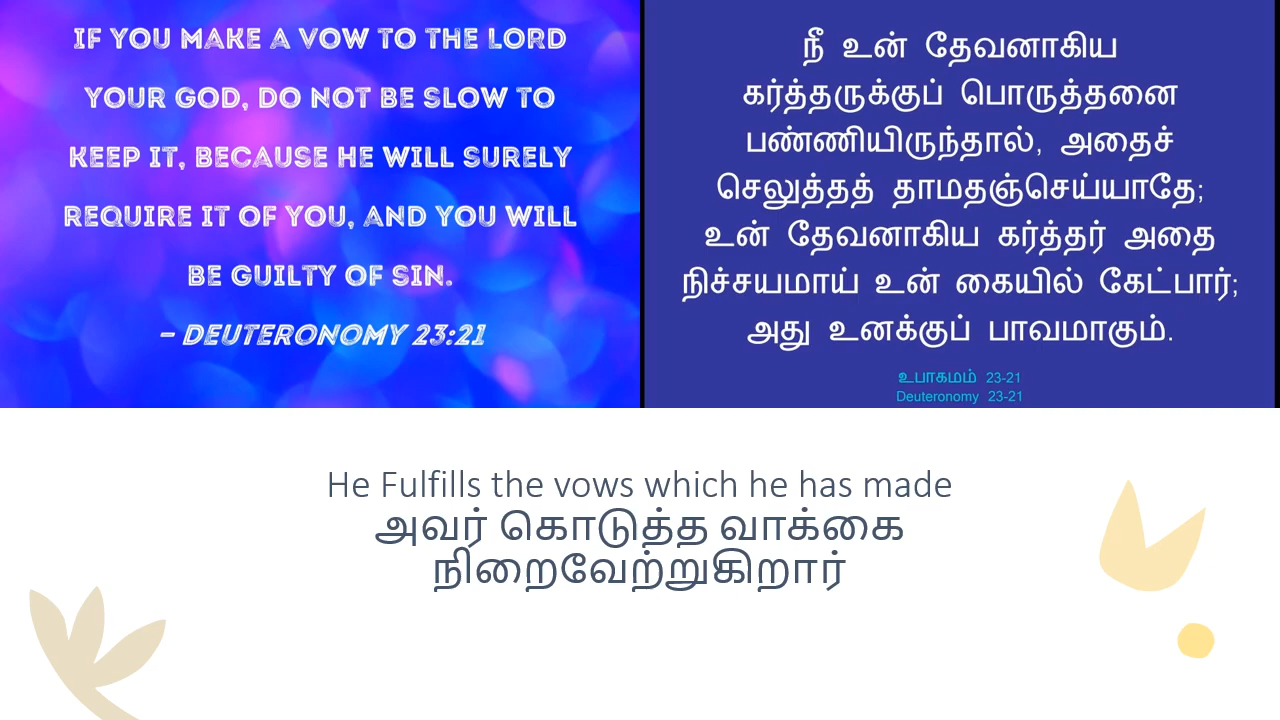 IF YOU MAKE A VOW TO THE LORD
YOUR GOD, DO NOT BE SLOW TO
KEEP IT, BECAUSE HE WILL SURELY
REQUIRE IT OF YOU, AND YOU WILL
BE GUILTY OF SIN.
– DEUTERONOMY 23:21
நீ உன் தேவனாகிய
கர்த்தருக்குப் பொருத்தனை
பண்ணியிருந்தால், அதைச்
செலுத்தத் தாமதஞ்செய்யாதே;
உன் தேவனாகிய கர்த்தர் அதை
நிச்சயமாய் உன் கையில் கேட்பார்;
அது உனக்குப் பாவமாகும்.
உபாகமம் 23-21
Deuteronomy 23-21
He Fulfills the vows which he has made
அவர் கொடுத்த வாக்கை
நிறைவேற்றுகிறார்